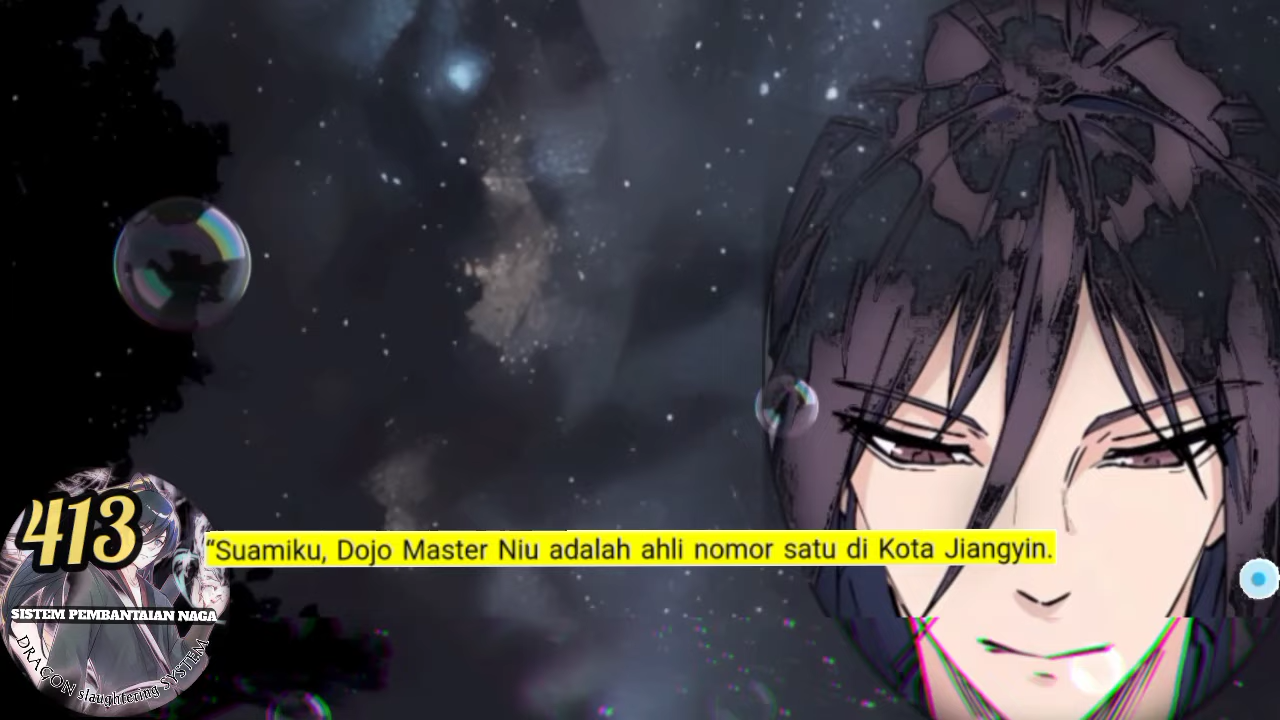 413
“Suamiku, Dojo Master Niu adalah ahli nomor satu di Kota Jiangyin.
SISTEM PEMBANTAIAN NAGA
DRAGON slaughtering SYSTEM